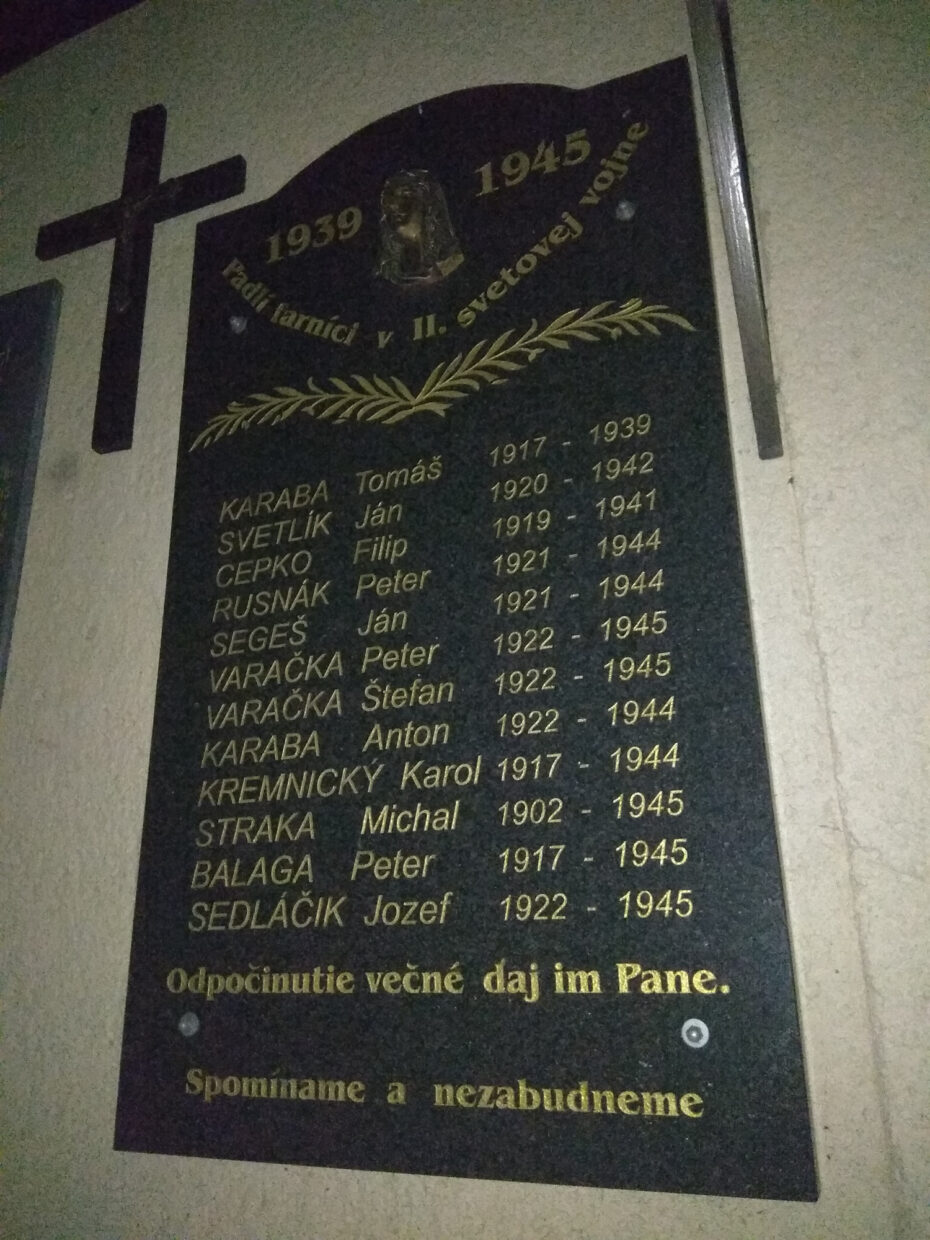 1939 1945
Padlí farníci v II. svetovej vojne
KARABA Tomáš 1917 - 1939
SVETLÍK Ján 1920 - 1942
CEPKO Filip 1919 - 1941
RUSNÁK Peter 1921 - 1944
SEGEŠ Ján 1921 - 1944
VARAČKA Peter 1922 - 1945
VARAČKA Štefan 1922 - 1945
KARABA Anton 1922 - 1944
KREMNICKÝ Karol 1917 - 1944
STRAKA Michal 1902 - 1945
BALAGA Peter 1917 - 1945
SEDLÁČIK Jozef 1922 - 1945
Odpočinutie večné daj im Pane.
Spomíname a nezabudneme